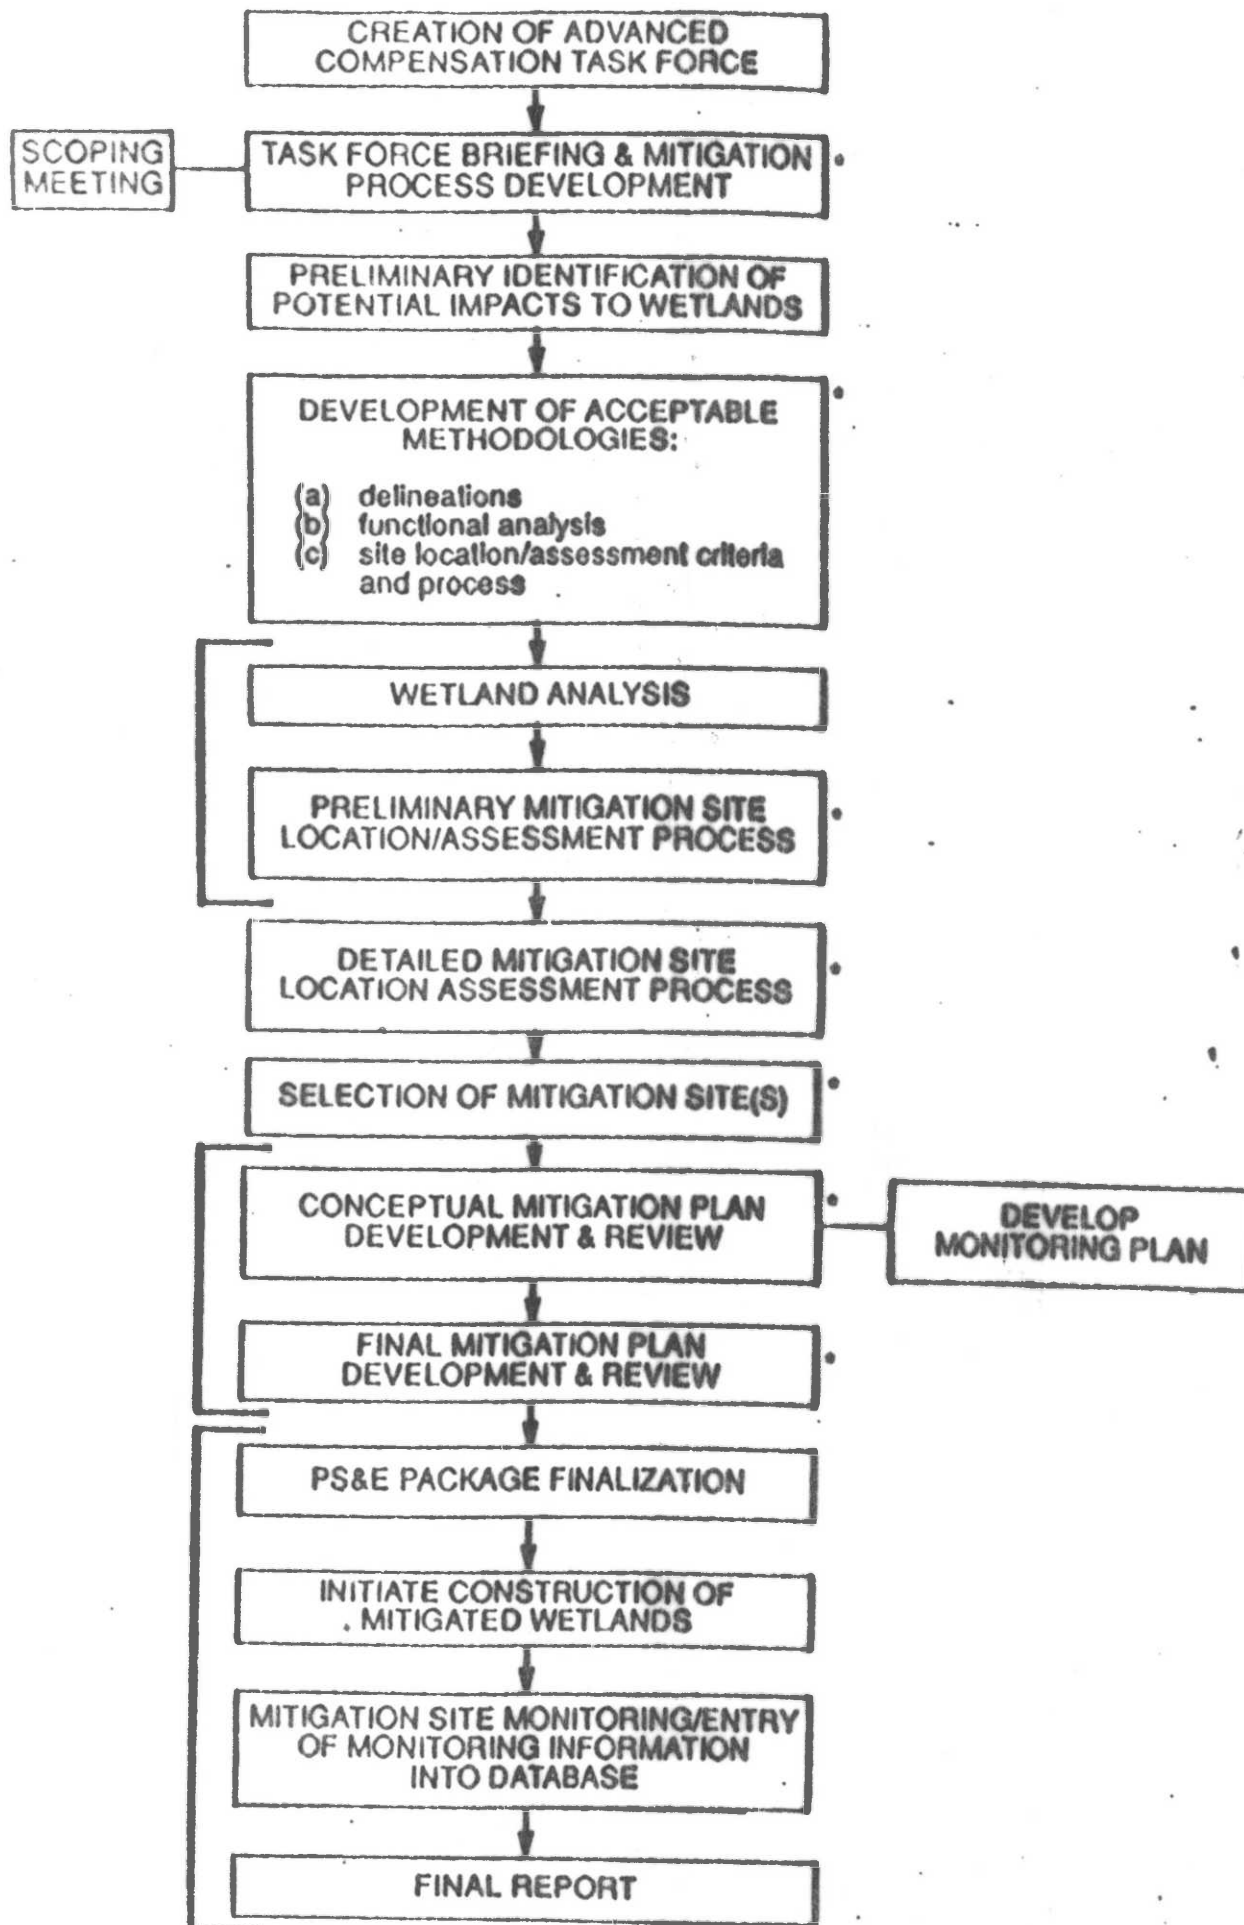 CREATION OF ADVANCED
COMPENSATION TASK FORCE
SCOPING
MEETING
TASK FORCE BRIEFING & MITIGATION
PROCESS DEVELOPMENT
PRELIMINARY IDENTIFICATION OF
POTENTIAL IMPACTS TO WETLANDS
DEVELOPMENT OF ACCEPTABLE
METHODOLOGIES:
(a) delineations
(b) functional analysis
(c) site location/assessment criteria
and process
WETLAND ANALYSIS
PRELIMINARY MITIGATION SITE
LOCATION/ASSESSMENT PROCESS
DETAILED MITIGATION SITE
LOCATION ASSESSMENT PROCESS
SELECTION OF MITIGATION SITE(S)
CONCEPTUAL MITIGATION PLAN
DEVELOPMENT & REVIEW
DEVELOP
MONITORING PLAN
FINAL MITIGATION PLAN
DEVELOPMENT & REVIEW
PS&E PACKAGE FINALIZATION
INITIATE CONSTRUCTION OF
MITIGATED WETLANDS
MITIGATION SITE MONITORING/ENTRY
OF MONITORING INFORMATION
INTO DATABASE
FINAL REPORT